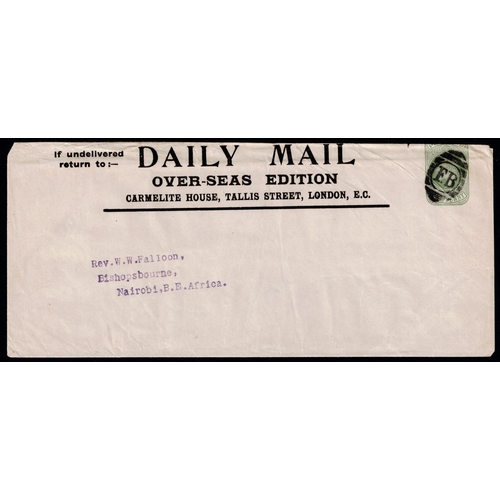 If undelivered
return to:—
DAILY MAIL
OVER-SEAS EDITION
CARMELITE HOUSE, TALLIS STREET, LONDON, E.C.
FB
Rev.W.W.Falloon,
Bishopsbourne,
Nairobi,B.E.Africa.